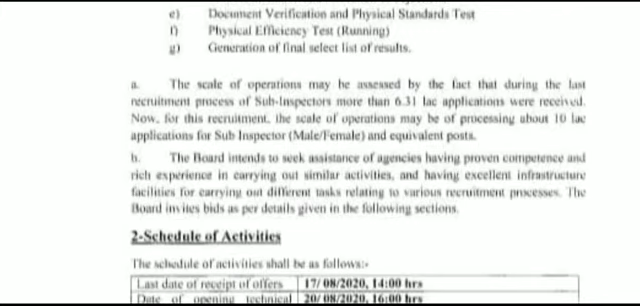 e) Document Verification and Physical Standards Test
f) Physical Efficiency Test (Running)
g) Generation of final select list of results.
a. The scale of operations may be assessed by the fact that during the last
recruitment process of Sub-Inspectors more than 6.31 lac applications were received.
Now, for this recruitment, the scale of operations may be of processing about 10 lac
applications for Sub Inspector (Male/Female) and equivalent posts.
b. The Board intends to seek assistance of agencies having proven competence and
rich experience in carrying out similar activities, and having excellent infrastructure
facilities for carrying out different tasks relating to various recruitment processes. The
Board invites bids as per details given in the following sections.
2-Schedule of Activities
The schedule of activities shall be as follows:-
Last date of receipt of offers 17/ 08/2020, 14:00 hrs
Date of opening technical 20/ 08/2020, 16:00 hrs